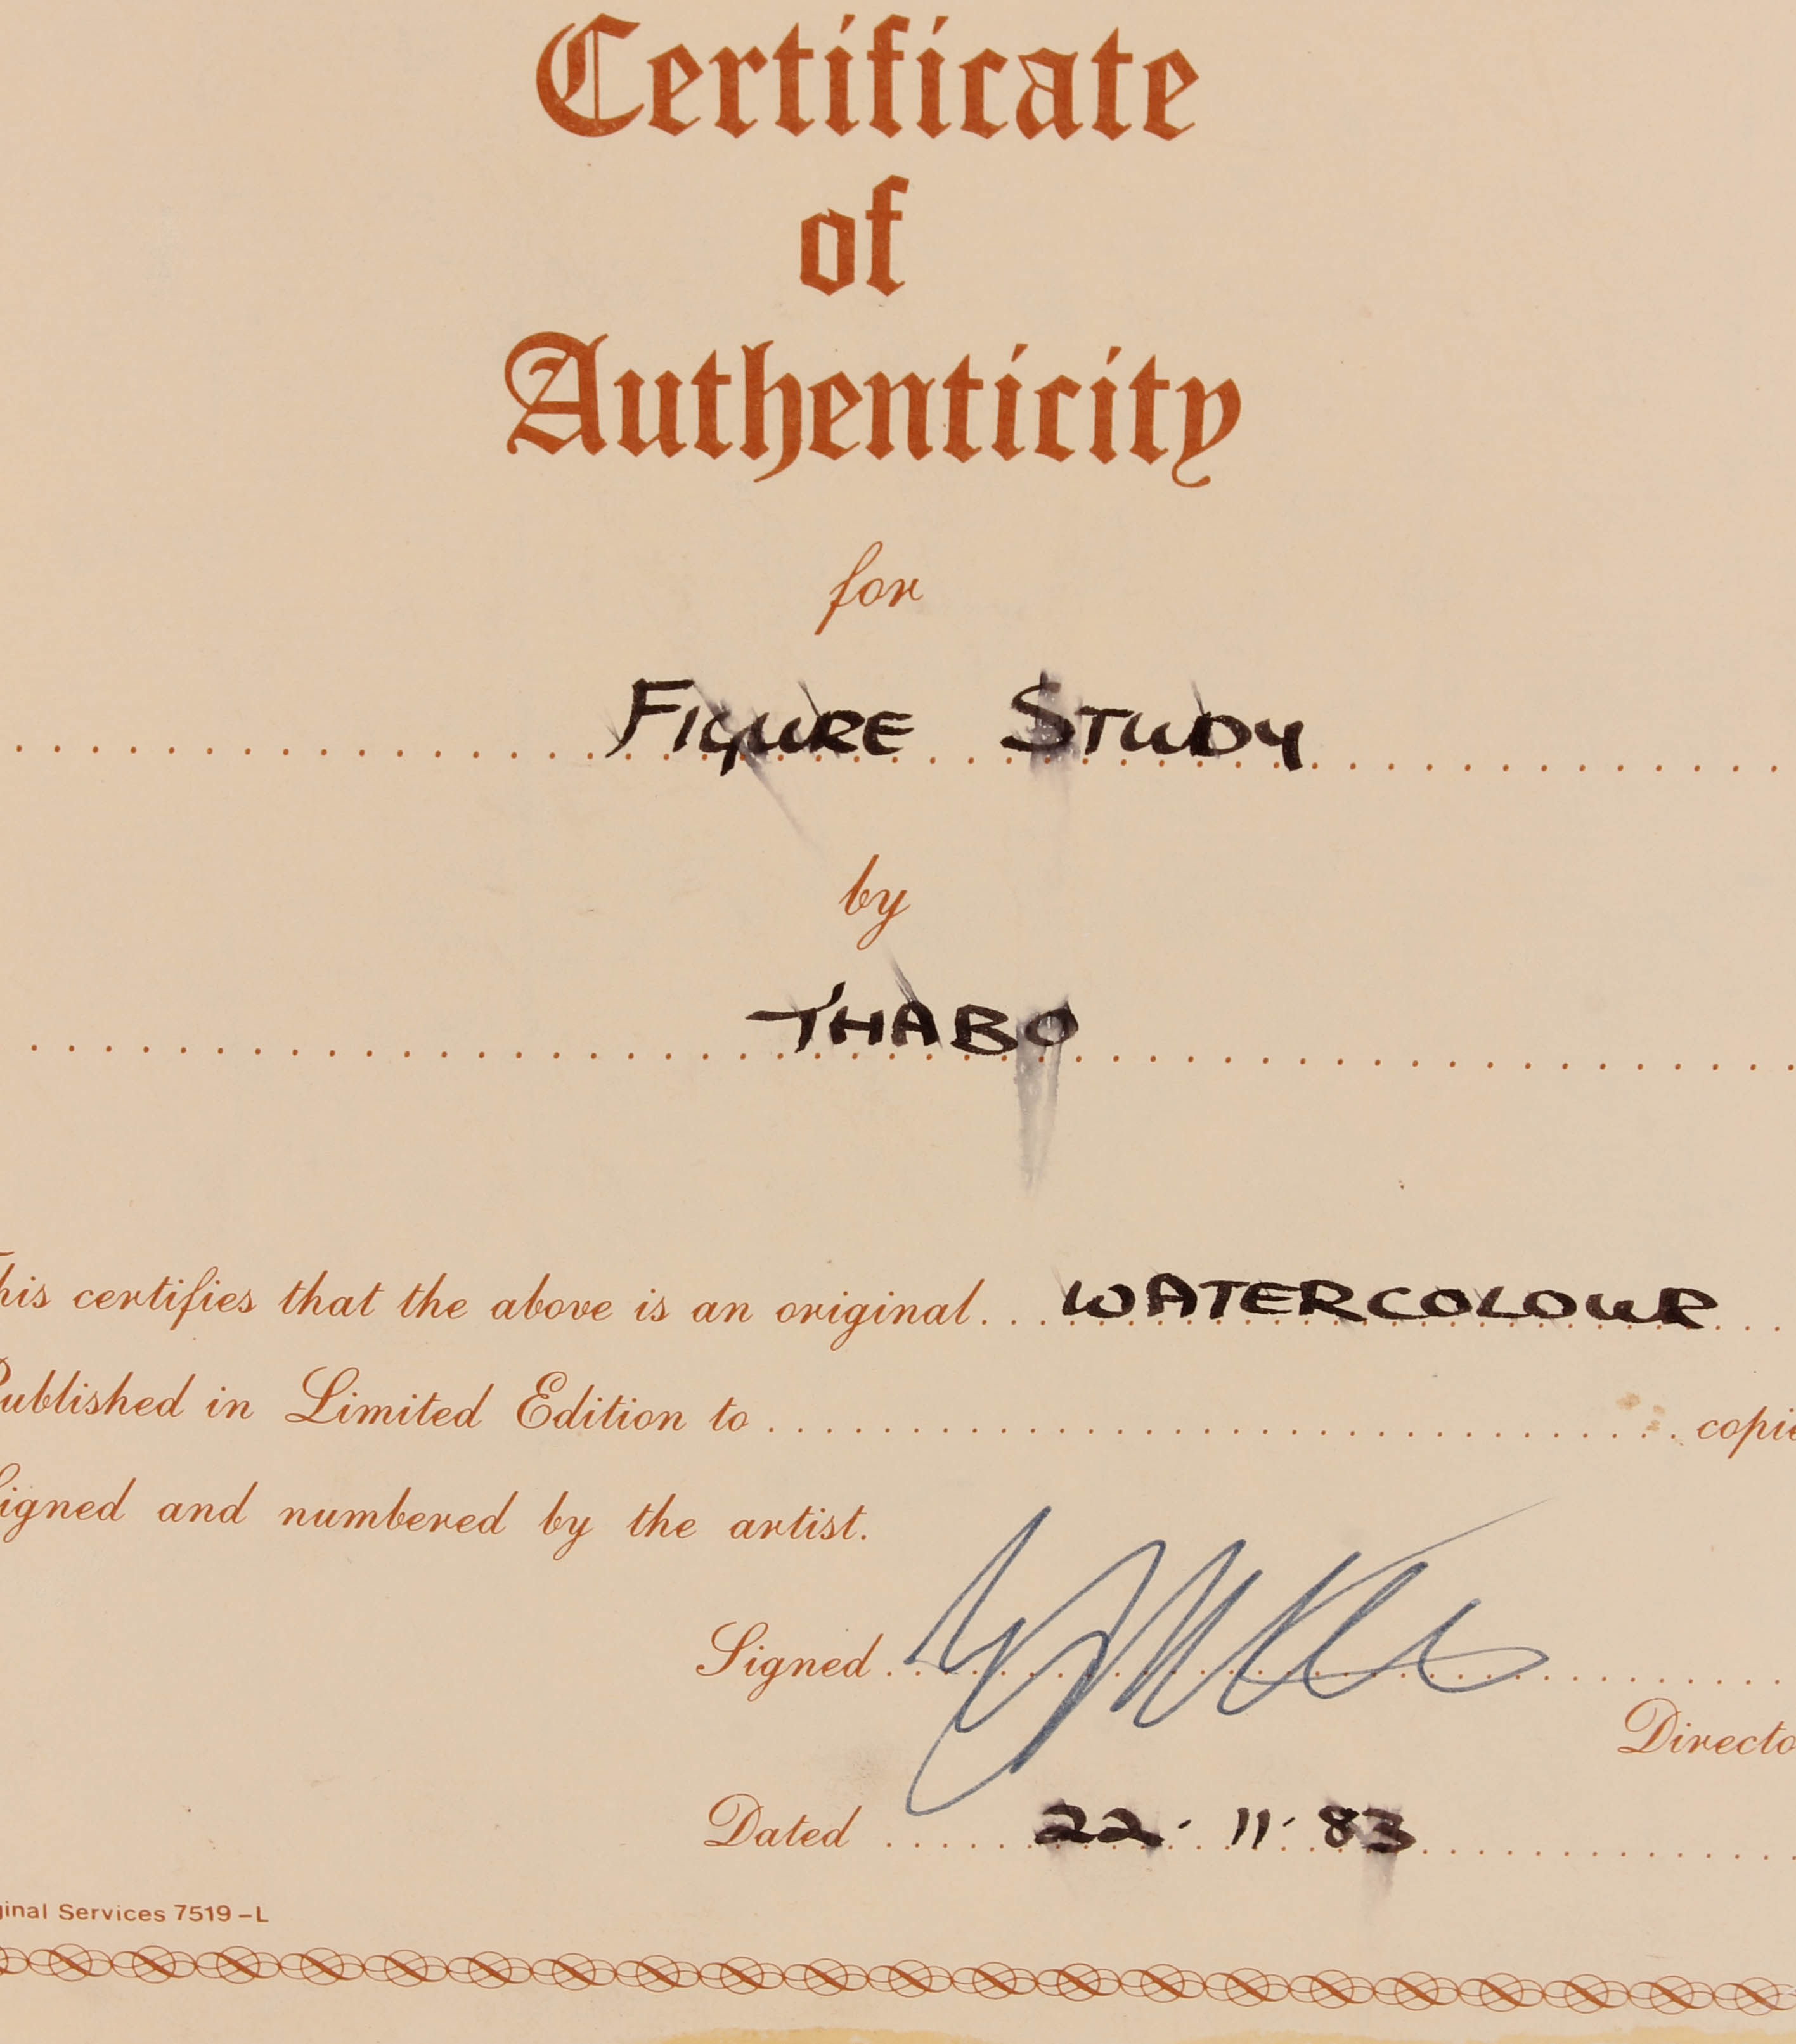 Certificate
of
Authenticity
for
FIGURE STUDY
by
THABO
his certifies that the above is an original... WATERCOLOUR
ublished in Limited Edition to ........................ copie
igned and numbered by the artist.
Signed
Directo
Dated 22·11·83
ginal Services 7519-L